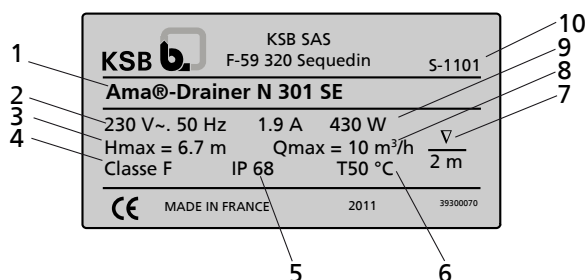 KSB b. KSB SAS
F-59 320 Sequedin S-1101
Ama®-Drainer N 301 SE
230 V~. 50 Hz 1.9 A 430 W
Hmax = 6.7 m Qmax = 10 m³/h ∇
2 m
Classe F IP 68 T50 °C
CE MADE IN FRANCE 2011 39300070
1
2
3
4
5
6
7
8
9
10